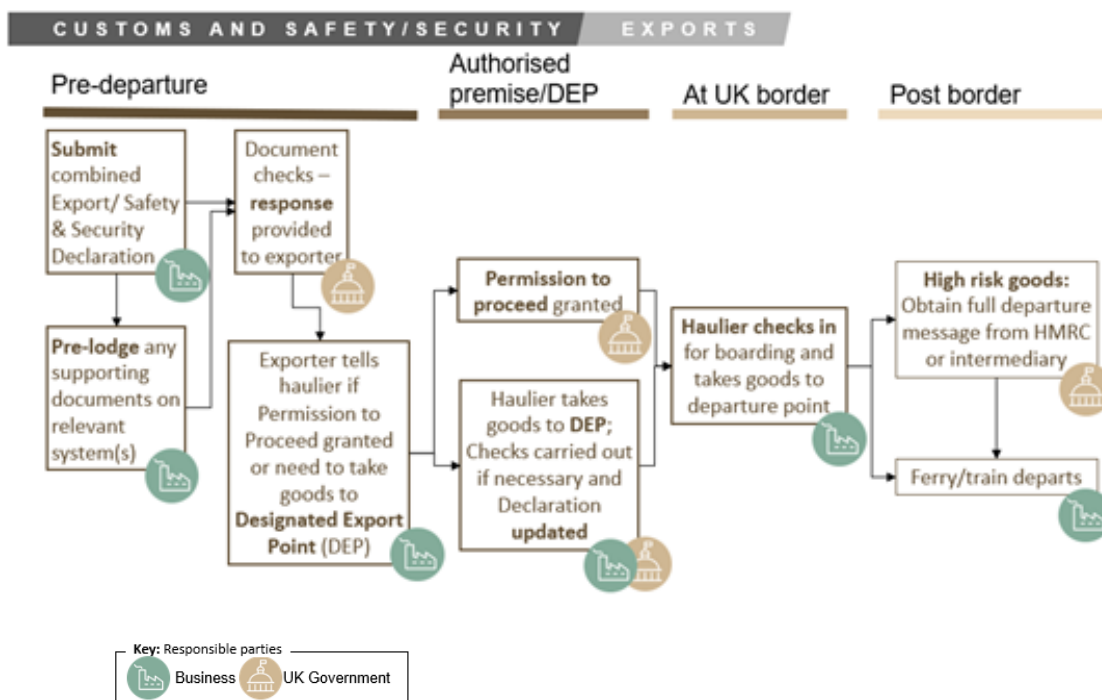 CUSTOMS AND SAFETY/SECURITY EXPORTS
Pre-departure
Authorised
premise/DEP
At UK border
Post border
Submit
combined
Export/ Safety
& Security
Declaration
Document
checks –
response
provided
to exporter
Pre-lodge any
supporting
documents on
relevant
system(s)
Exporter tells
haulier if
Permission to
Proceed granted
or need to take
goods to
Designated Export
Point (DEP)
Permission to
proceed granted
Haulier takes
goods to DEP;
Checks carried out
if necessary and
Declaration
updated
Haulier checks in
for boarding and
takes goods to
departure point
High risk goods:
Obtain full departure
message from HMRC
or intermediary
Ferry/train departs
Key: Responsible parties
Business UK Government